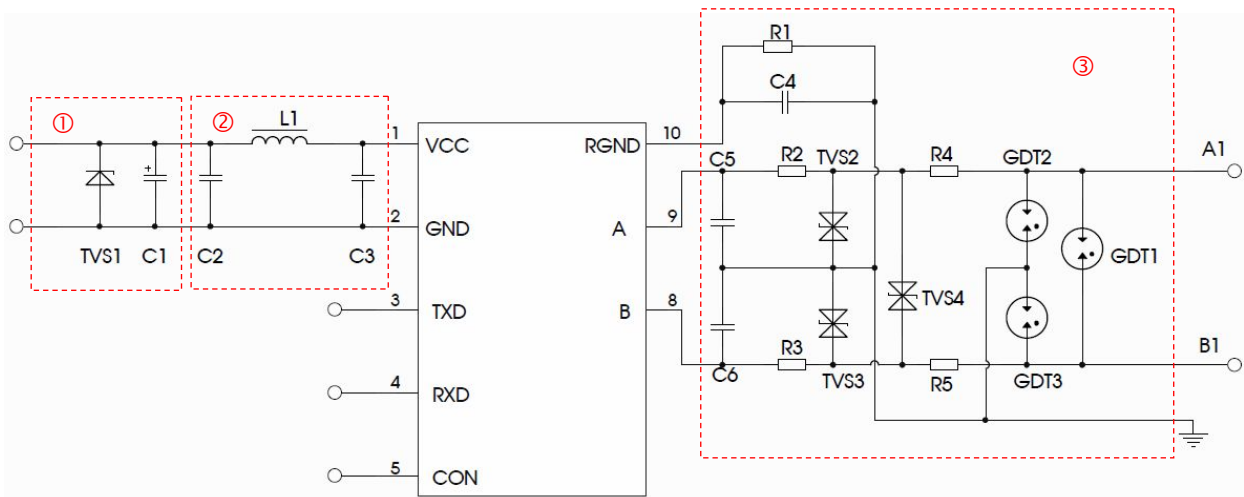 ③
R1
C4
① ② L1
1 VCC RGND 10
C5 R2 TVS2 R4 GDT2 A1
2 GND A 9
TVS1 C1 C2 C3
GDT1
3 TXD B 8
TVS4
R3 B1
C6 TVS3 R5 GDT3
4 RXD
5 CON
+